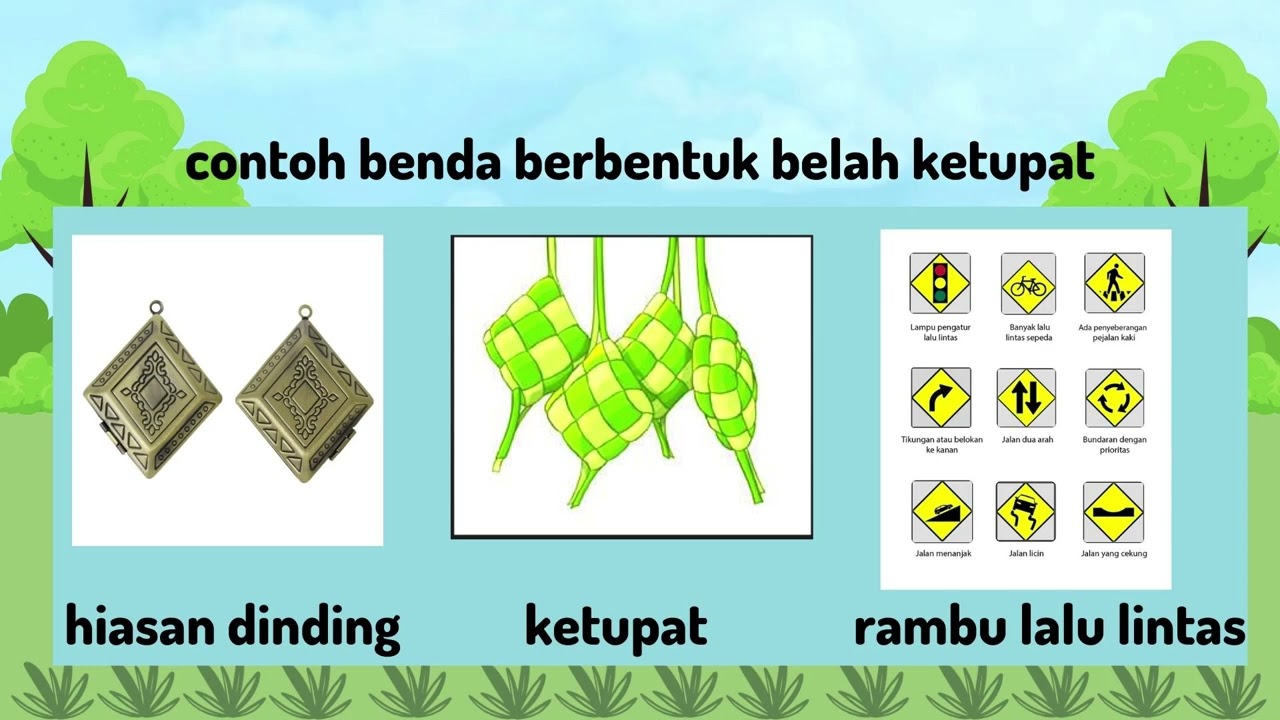 contoh benda berbentuk belah ketupat
Lampu pengatur
lalu lintas
Banyak lalu
lintas sepeda
Ada penyeberangan
pejalan kaki
Tikungan atau belokan
ke kanan
Jalan dua arah
Bundaran dengan
prioritas
Jalan menanjak
Jalan licin
Jalan yang cekung
hiasan dinding
ketupat
rambu lalu lintas